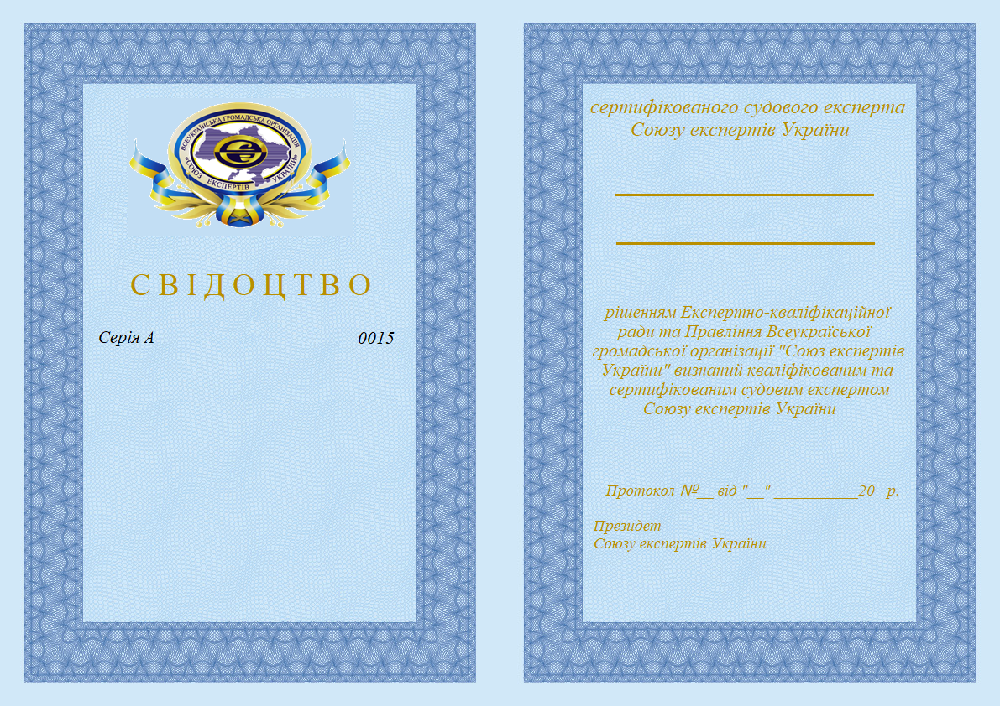 ВСЕУКРАЇНСЬКА ГРОМАДСЬКА ОРГАНІЗАЦІЯ
«СОЮЗ ЕКСПЕРТІВ УКРАЇНИ»
СВІДОЦТВО
Серія А 0015
сертифікованого судового експерта
Союзу експертів України
рішенням Експертно-кваліфікаційної
ради та Правління Всеукраїської
громадської організації "Союз експертів
України" визнаний кваліфікованим та
сертифікованим судовим експертом
Союзу експертів України
Протокол №__ від "__" __________20 р.
Президет
Союзу експертів України